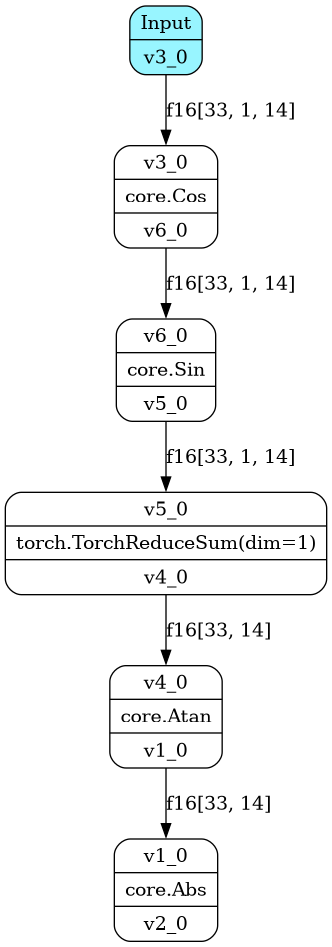 Input
v3_0
f16[33, 1, 14]
v3_0
core.Cos
v6_0
f16[33, 1, 14]
v6_0
core.Sin
v5_0
f16[33, 1, 14]
v5_0
torch.TorchReduceSum(dim=1)
v4_0
f16[33, 14]
v4_0
core.Atan
v1_0
f16[33, 14]
v1_0
core.Abs
v2_0